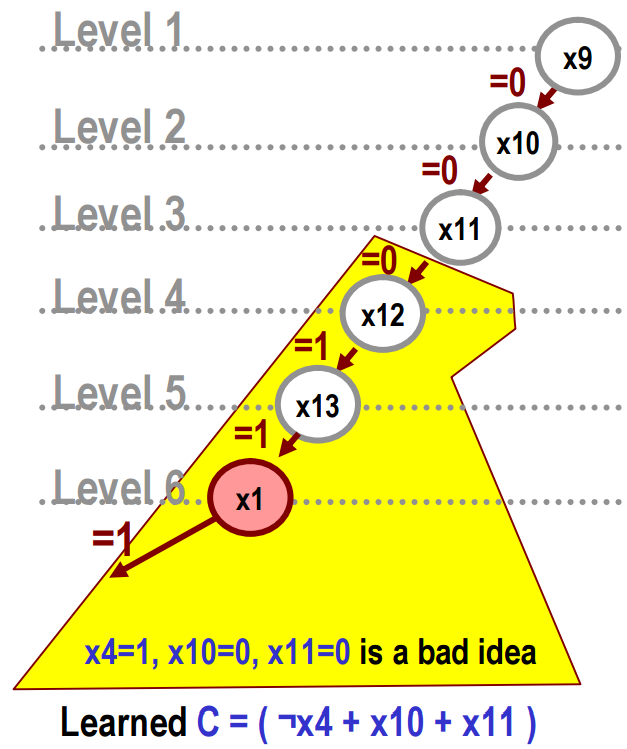 Level 1
x9
=0
Level 2
x10
=0
Level 3
x11
=0
Level 4
x12
=1
Level 5
x13
=1
Level 6
x1
=1
x4=1, x10=0, x11=0 is a bad idea
Learned C = ( ¬x4 + x10 + x11 )